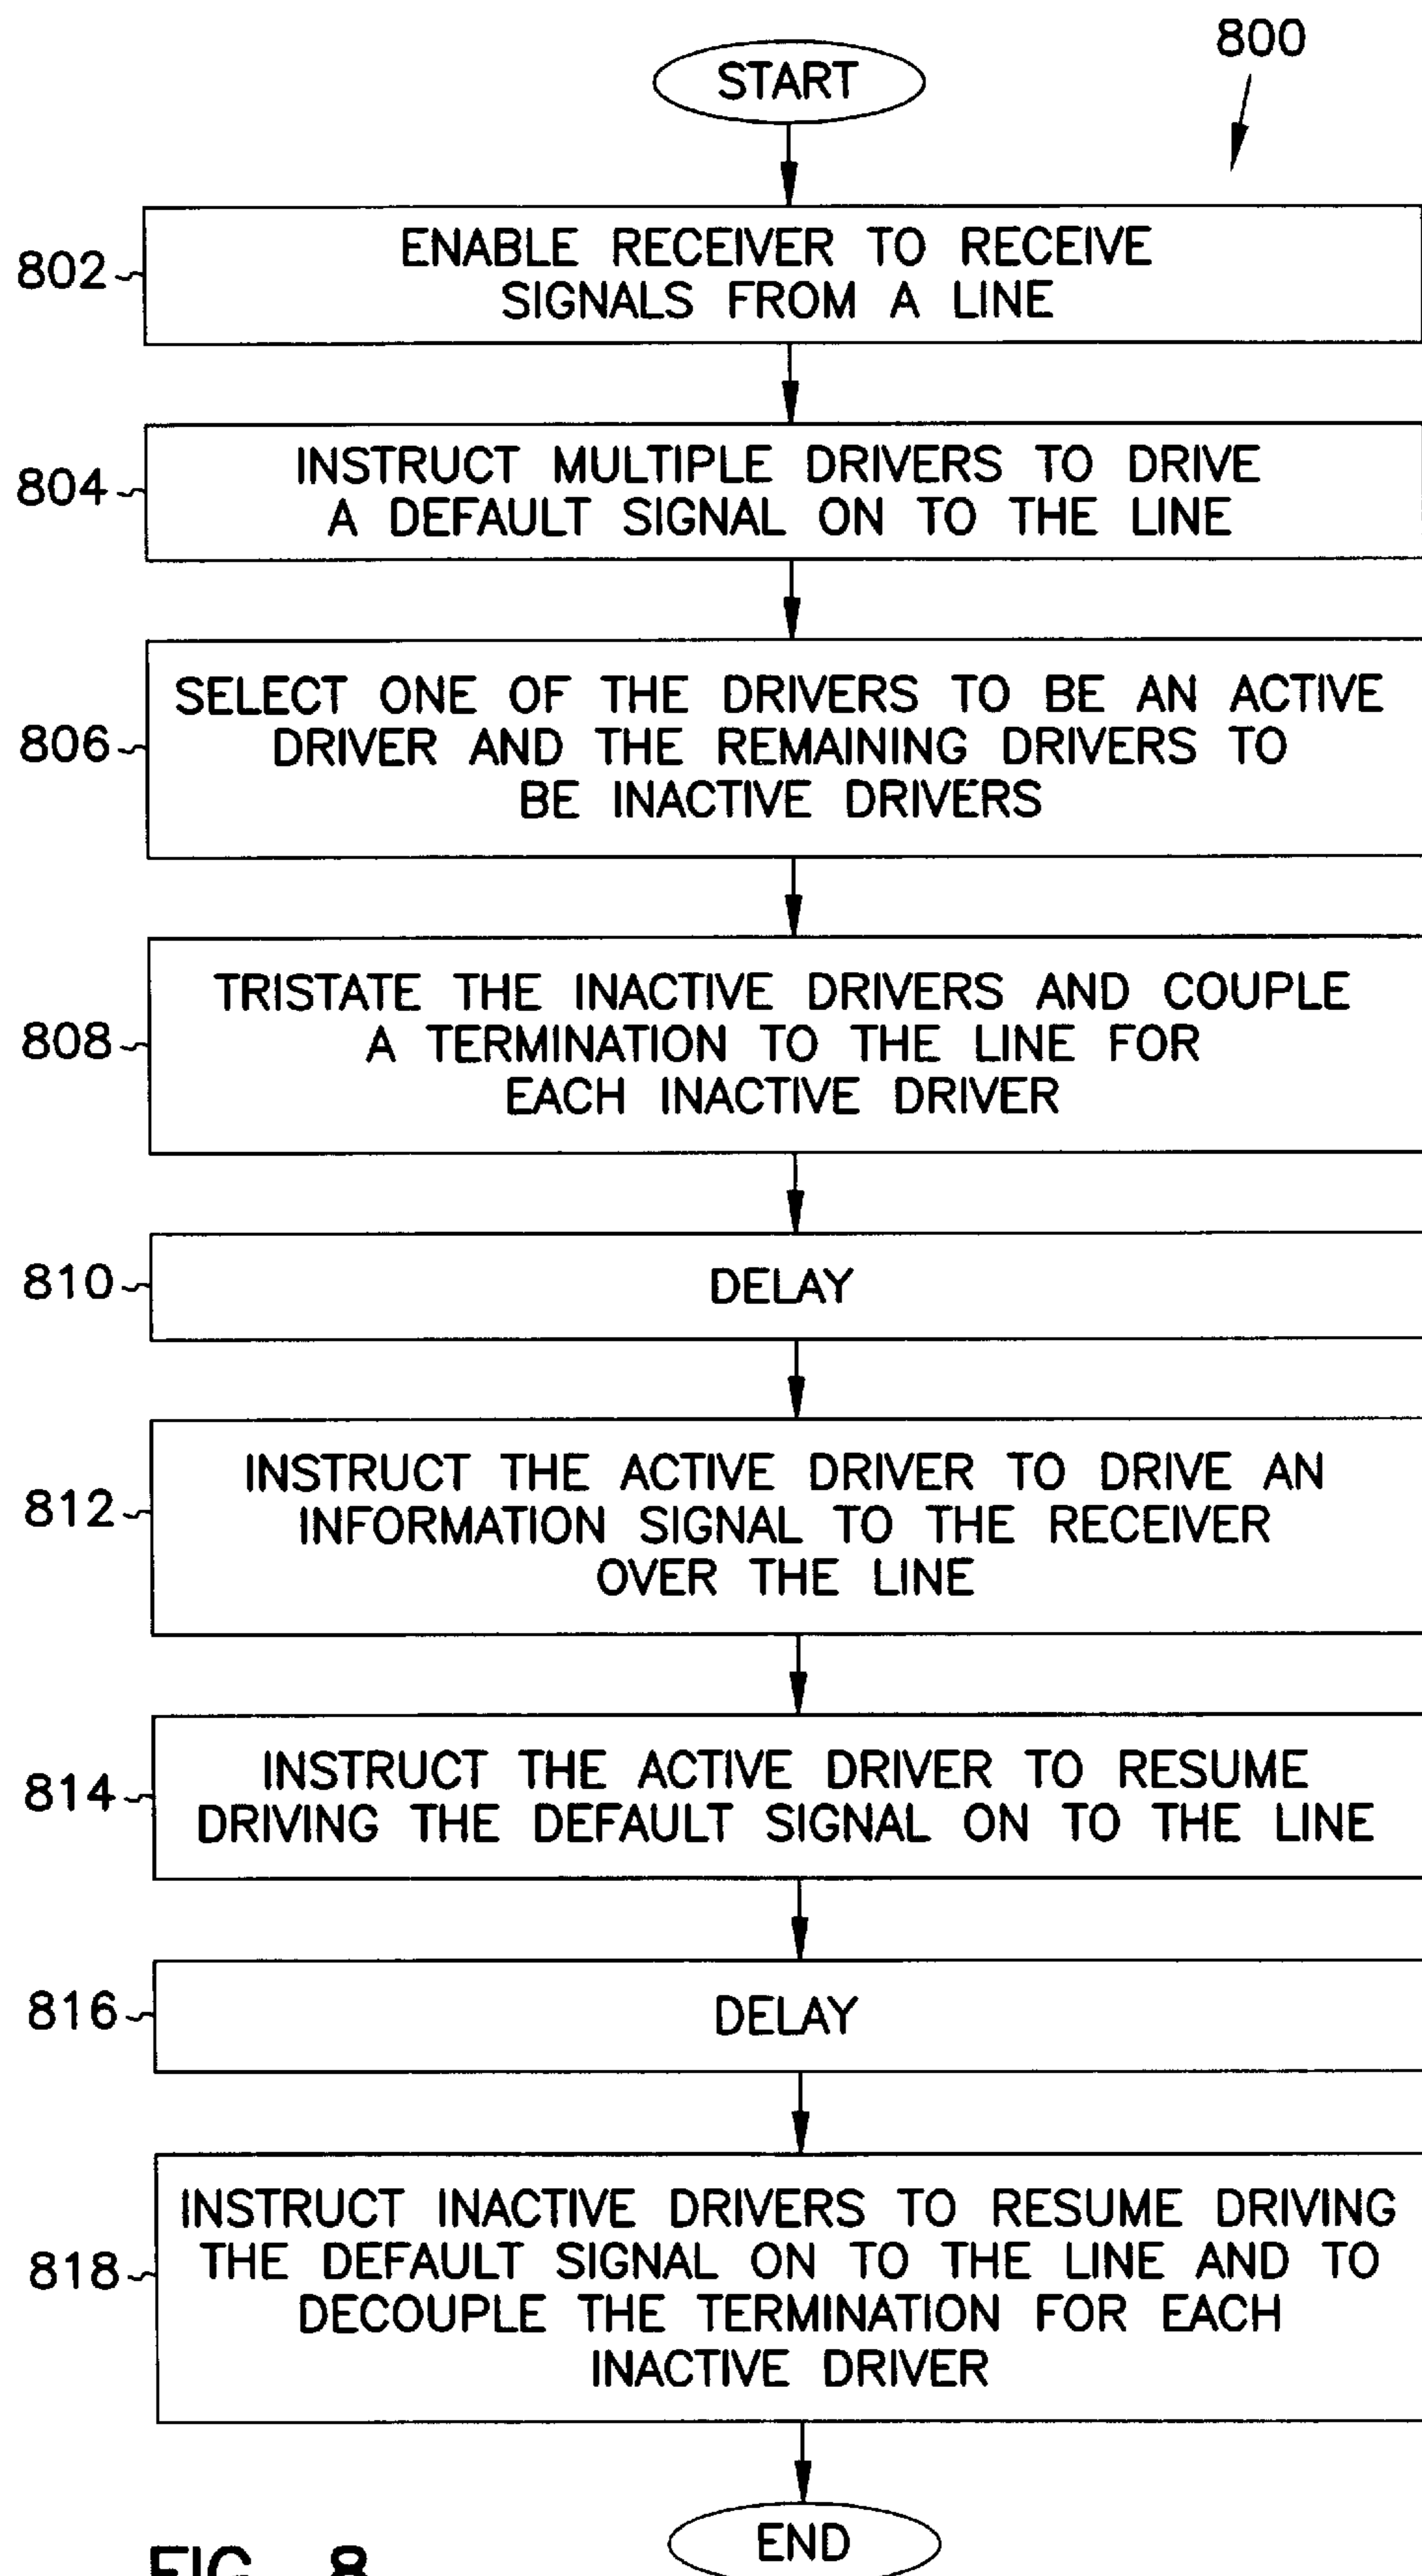 800
START
802
ENABLE RECEIVER TO RECEIVE
SIGNALS FROM A LINE
804
INSTRUCT MULTIPLE DRIVERS TO DRIVE
A DEFAULT SIGNAL ON TO THE LINE
806
SELECT ONE OF THE DRIVERS TO BE AN ACTIVE
DRIVER AND THE REMAINING DRIVERS TO
BE INACTIVE DRIVERS
808
TRISTATE THE INACTIVE DRIVERS AND COUPLE
A TERMINATION TO THE LINE FOR
EACH INACTIVE DRIVER
810
DELAY
812
INSTRUCT THE ACTIVE DRIVER TO DRIVE AN
INFORMATION SIGNAL TO THE RECEIVER
OVER THE LINE
814
INSTRUCT THE ACTIVE DRIVER TO RESUME
DRIVING THE DEFAULT SIGNAL ON TO THE LINE
816
DELAY
818
INSTRUCT INACTIVE DRIVERS TO RESUME DRIVING
THE DEFAULT SIGNAL ON TO THE LINE AND TO
DECOUPLE THE TERMINATION FOR EACH
INACTIVE DRIVER
END
FIG. 8